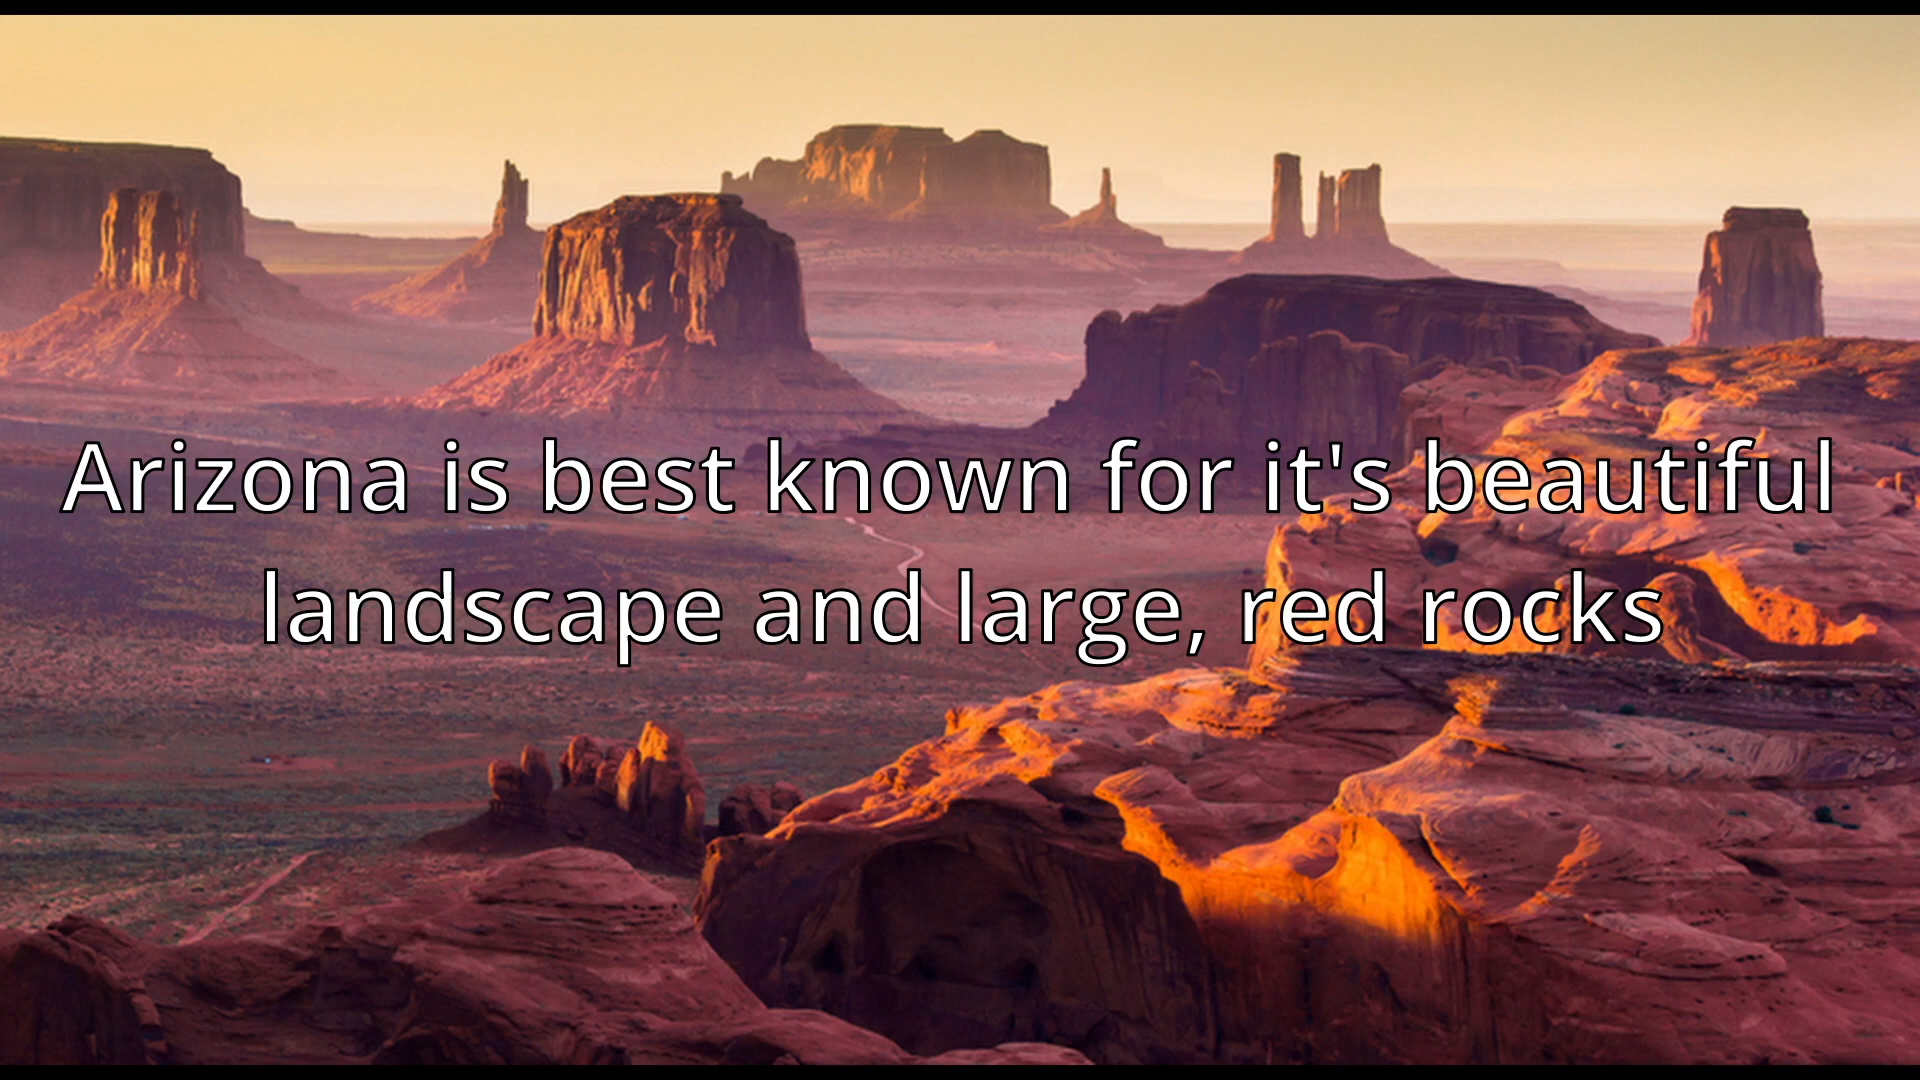 Arizona is best known for it's beautiful
landscape and large, red rocks